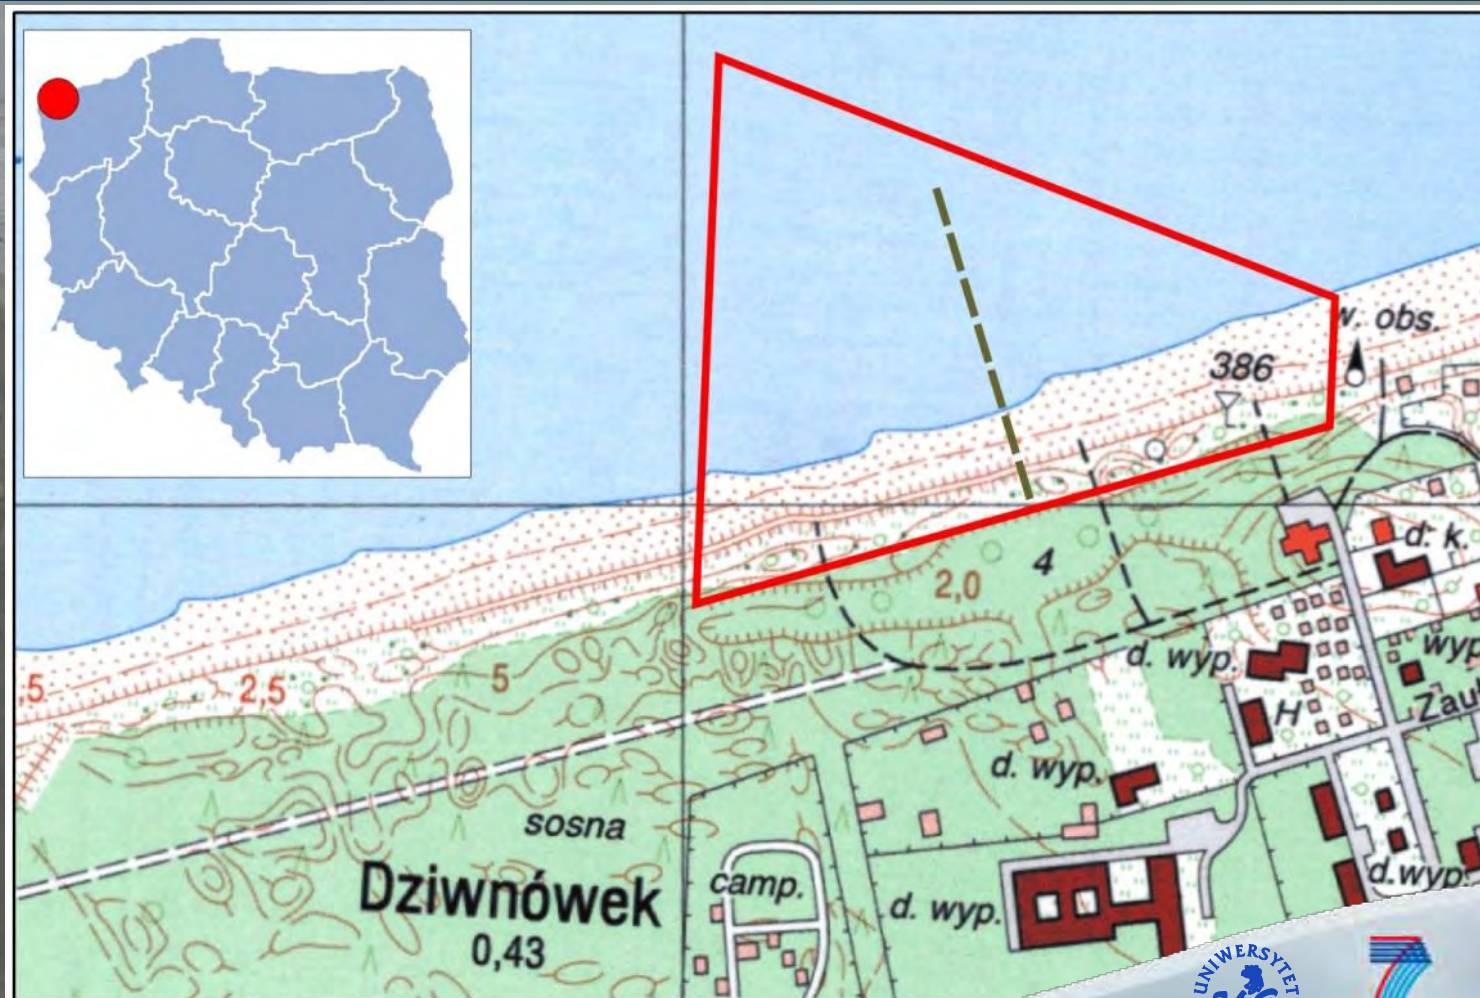 w. obs.
386
d. k.
4
2,0
d. wyp.
wyp
,5
2,5
5
H
Zau
d. wyp.
sosna
Dziwnówek
camp.
d. wyp.
d.wyp.
0,43
UNIWERSYTET
7